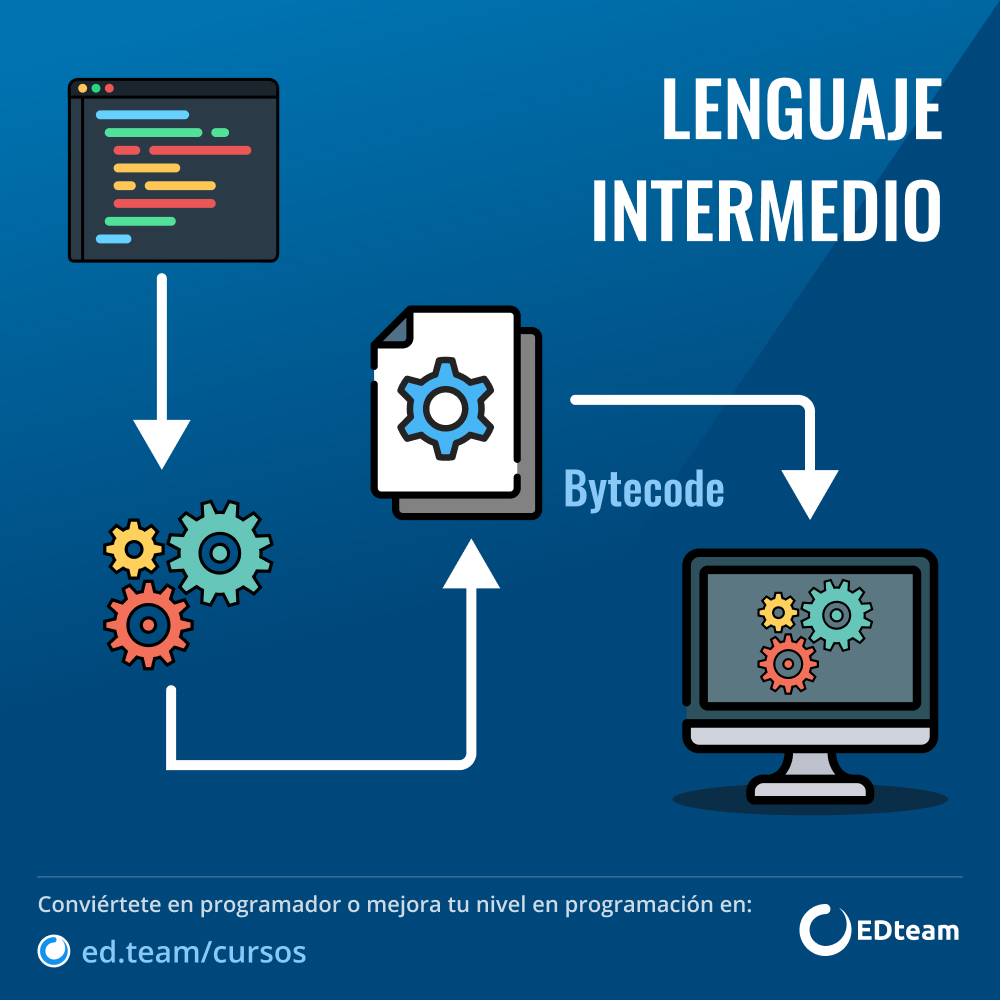 LENGUAJE
INTERMEDIO
Bytecode
Conviértete en programador o mejora tu nivel en programación en:
ed.team/cursos
EDteam